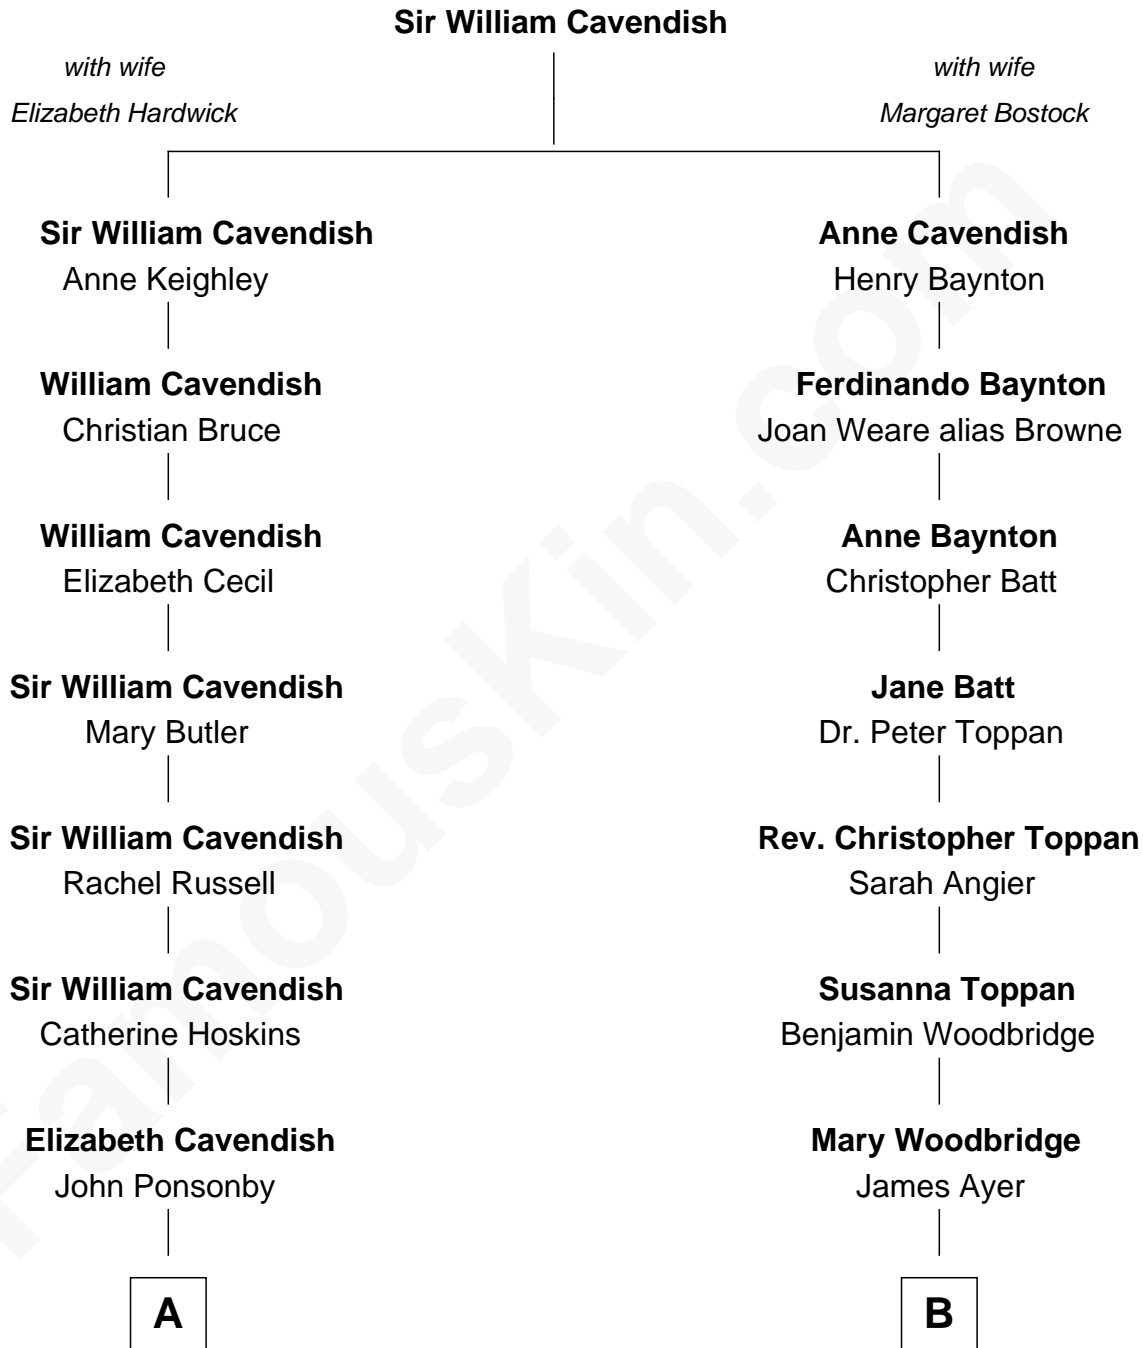 Sir William Cavendish
with wife
Elizabeth Hardwick
with wife
Margaret Bostock
Sir William Cavendish
Anne Keighley
Anne Cavendish
Henry Baynton
William Cavendish
Christian Bruce
Ferdinando Baynton
Joan Weare alias Browne
William Cavendish
Elizabeth Cecil
Anne Baynton
Christopher Batt
Sir William Cavendish
Mary Butler
Jane Batt
Dr. Peter Toppan
Sir William Cavendish
Rachel Russell
Rev. Christopher Toppan
Sarah Angier
Sir William Cavendish
Catherine Hoskins
Susanna Toppan
Benjamin Woodbridge
Elizabeth Cavendish
John Ponsonby
Mary Woodbridge
James Ayer
A
B
FamousKin.com